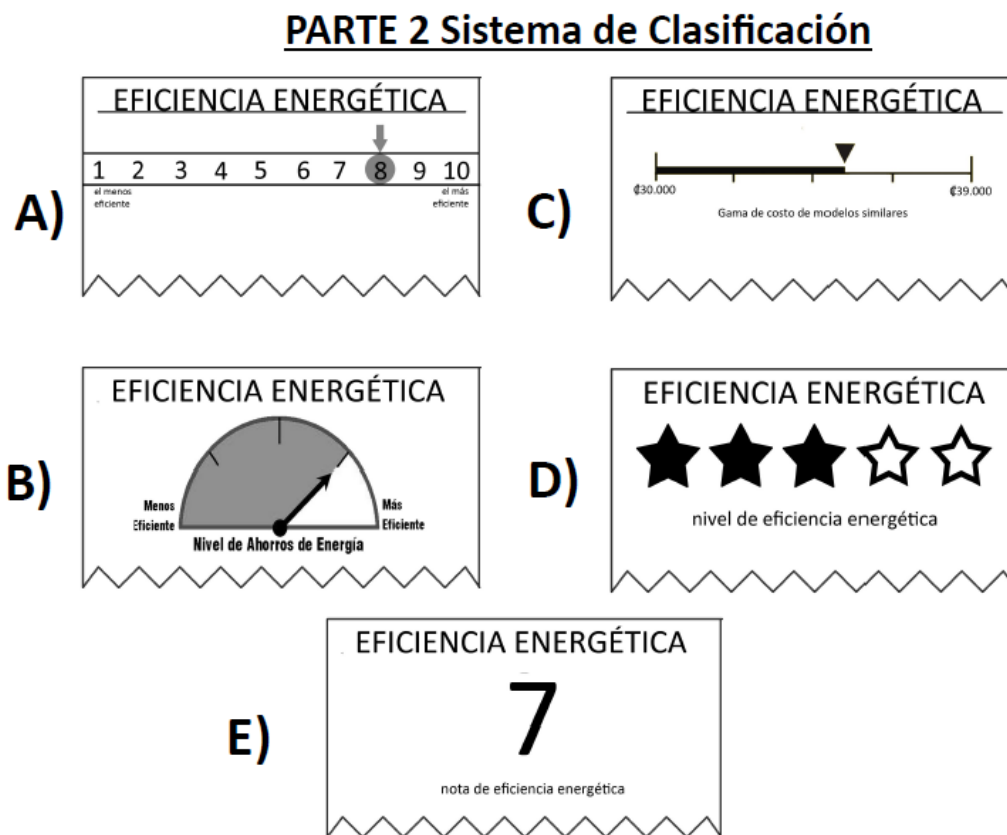 PARTE 2 Sistema de Clasificación
A)
EFICIENCIA ENERGÉTICA
1 2 3 4 5 6 7 8 9 10
el menos
eficiente
el más
eficiente
C)
EFICIENCIA ENERGÉTICA
₡30.000
₡39.000
Gama de costo de modelos similares
B)
EFICIENCIA ENERGÉTICA
Menos
Eficiente
Más
Eficiente
Nivel de Ahorros de Energía
D)
EFICIENCIA ENERGÉTICA
nivel de eficiencia energética
E)
EFICIENCIA ENERGÉTICA
7
nota de eficiencia energética